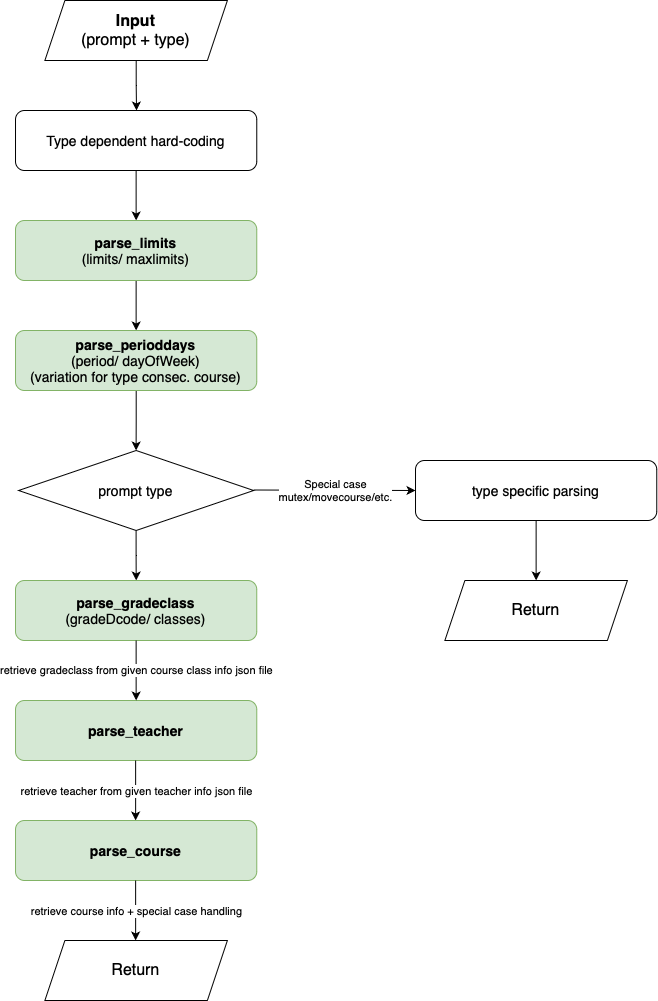 Input
(prompt + type)
Type dependent hard-coding
parse_limits
(limits/ maxlimits)
parse_perioddays
(period/ dayOfWeek)
(variation for type consec. course)
prompt type
Special case
mutex/movecourse/etc.
type specific parsing
Return
parse_gradeclass
(gradeDcode/ classes)
retrieve gradeclass from given course class info json file
parse_teacher
retrieve teacher from given teacher info json file
parse_course
retrieve course info + special case handling
Return